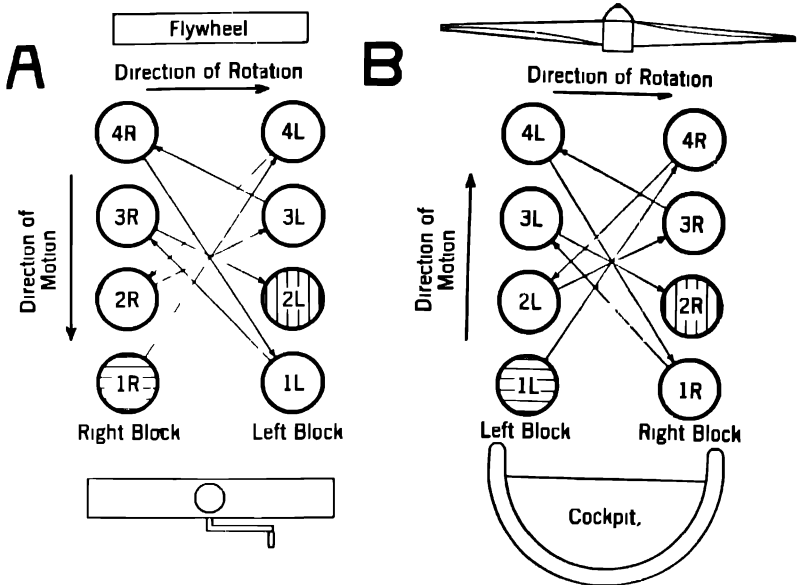 Flywheel
A
Direction of Rotation
4R 4L
3R 3L
2R 2L
1R 1L
Direction of
Motion
Right Block Left Block
B
Direction of Rotation
4L 4R
3L 3R
2L 2R
1L 1R
Direction of
Motion
Left Block Right Block
Cockpit,